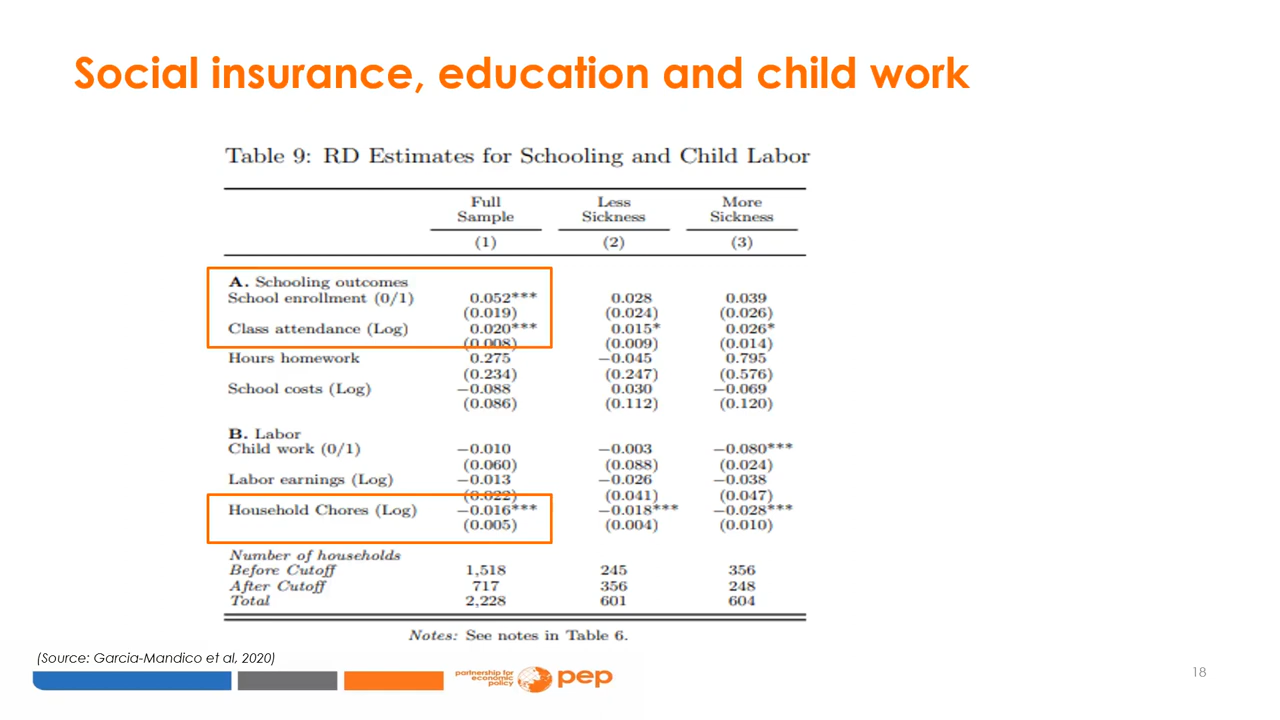 Social insurance, education and child work
Table 9: RD Estimates for Schooling and Child Labor
Full Sample Less Sickness More Sickness
(1) (2) (3)
A. Schooling outcomes
School enrollment (0/1) 0.052*** 0.028 0.039
(0.019) (0.024) (0.026)
Class attendance (Log) 0.020*** 0.015* 0.026*
(0.008) (0.009) (0.014)
Hours homework 0.275 −0.045 0.795
(0.234) (0.247) (0.576)
School costs (Log) −0.088 0.030 −0.069
(0.086) (0.112) (0.120)
B. Labor
Child work (0/1) −0.010 −0.003 −0.080***
(0.060) (0.088) (0.024)
Labor earnings (Log) −0.013 −0.026 −0.038
(0.022) (0.041) (0.047)
Household Chores (Log) −0.016*** −0.018*** −0.028***
(0.005) (0.004) (0.010)
Number of households
Before Cutoff 1,518 245 356
After Cutoff 717 356 248
Total 2,228 601 604
Notes: See notes in Table 6.
(Source: Garcia-Mandico et al, 2020)
partnership for
economic
policy
pep
18